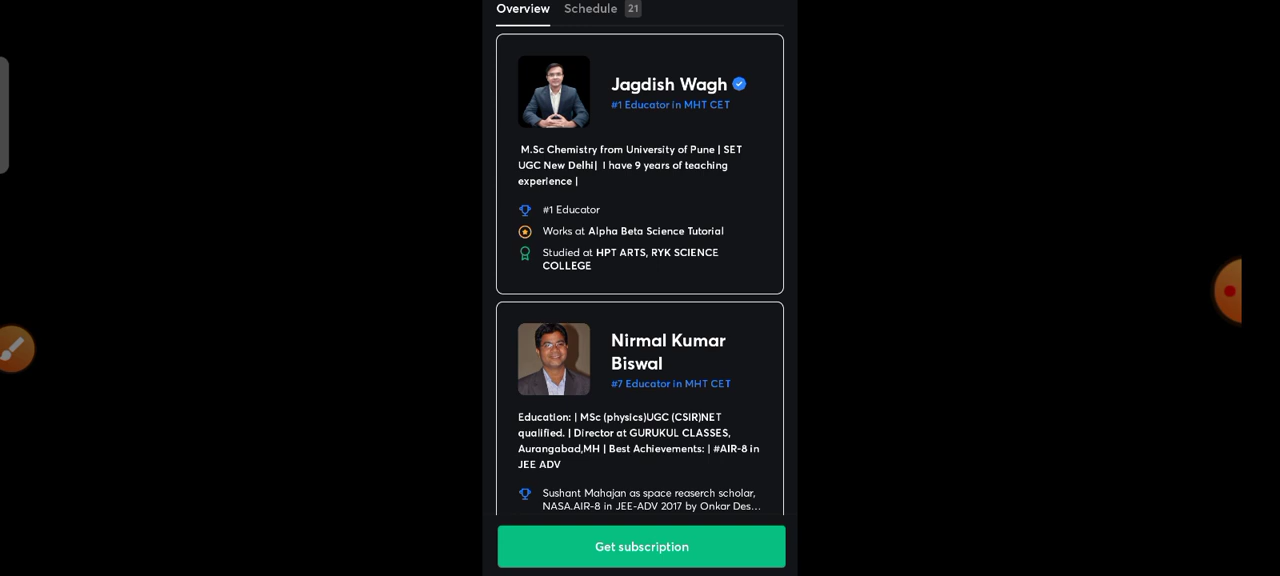 Overview Schedule 21
Jagdish Wagh
#1 Educator in MHT CET
M.Sc Chemistry from University of Pune | SET
UGC New Delhi| I have 9 years of teaching
experience |
#1 Educator
Works at Alpha Beta Science Tutorial
Studied at HPT ARTS, RYK SCIENCE
COLLEGE
Nirmal Kumar
Biswal
#7 Educator in MHT CET
Education: | MSc (physics)UGC (CSIR)NET
qualified. | Director at GURUKUL CLASSES,
Aurangabad,MH | Best Achievements: | #AIR-8 in
JEE ADV
Sushant Mahajan as space reaserch scholar,
NASA.AIR-8 in JEE-ADV 2017 by Onkar Des...
Get subscription